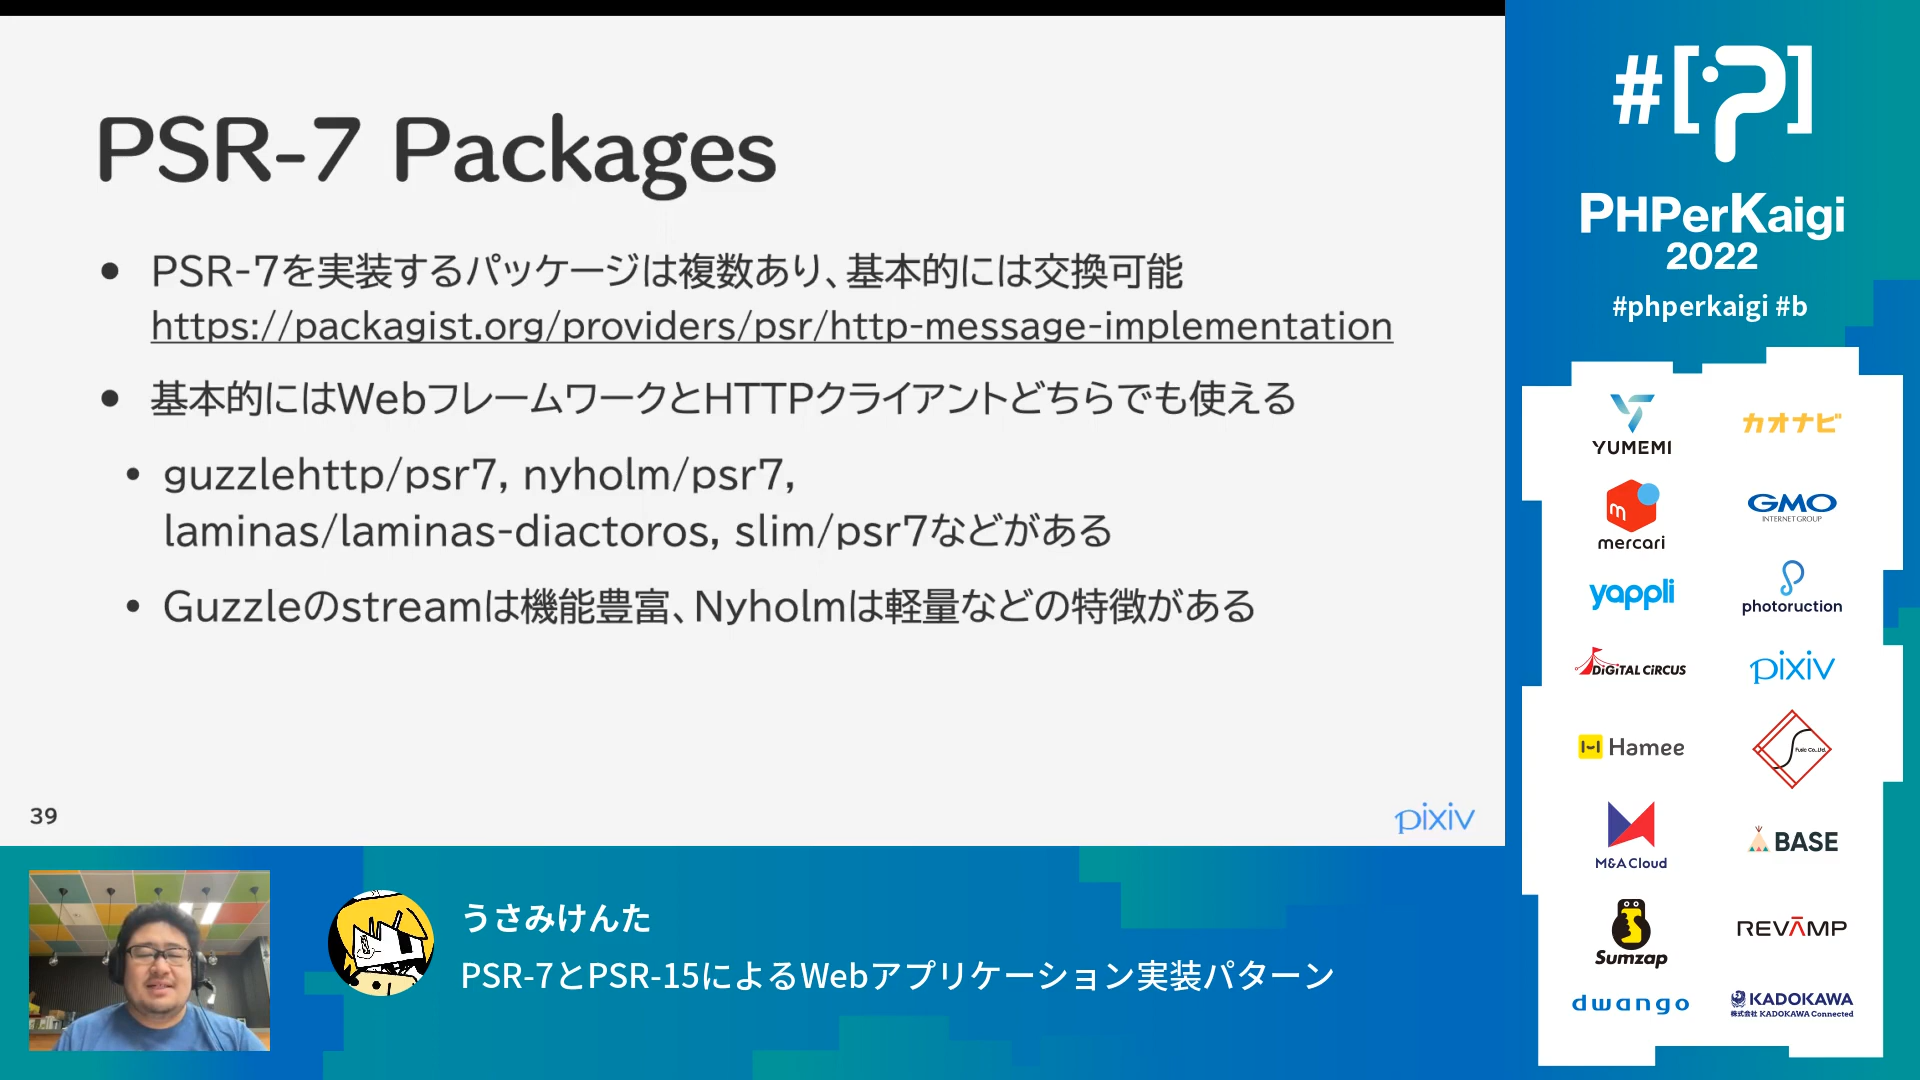 PSR-7 Packages
PSR-7を実装するパッケージは複数あり、基本的には交換可能
https://packagist.org/providers/psr/http-message-implementation
基本的にはWebフレームワークとHTTPクライアントどちらでも使える
guzzlehttp/psr7, nyholm/psr7,
laminas/laminas-diactoros, slim/psr7などがある
Guzzleのstreamは機能豊富、Nyholmは軽量などの特徴がある
39
pixiv
うさみけんた
PSR-7とPSR-15によるWebアプリケーション実装パターン
#[?]
PHPerKaigi
2022
#phperkaigi #b
YUMEMI
カオナビ
mercari
GMO
INTERNET GROUP
yappli
photoruction
DiGiTAL CiRCUS
pixiv
Hamee
Fusic Co.,Ltd.
M&A Cloud
BASE
Sumzap
REVAMP
dwango
KADOKAWA
株式会社 KADOKAWA Connected